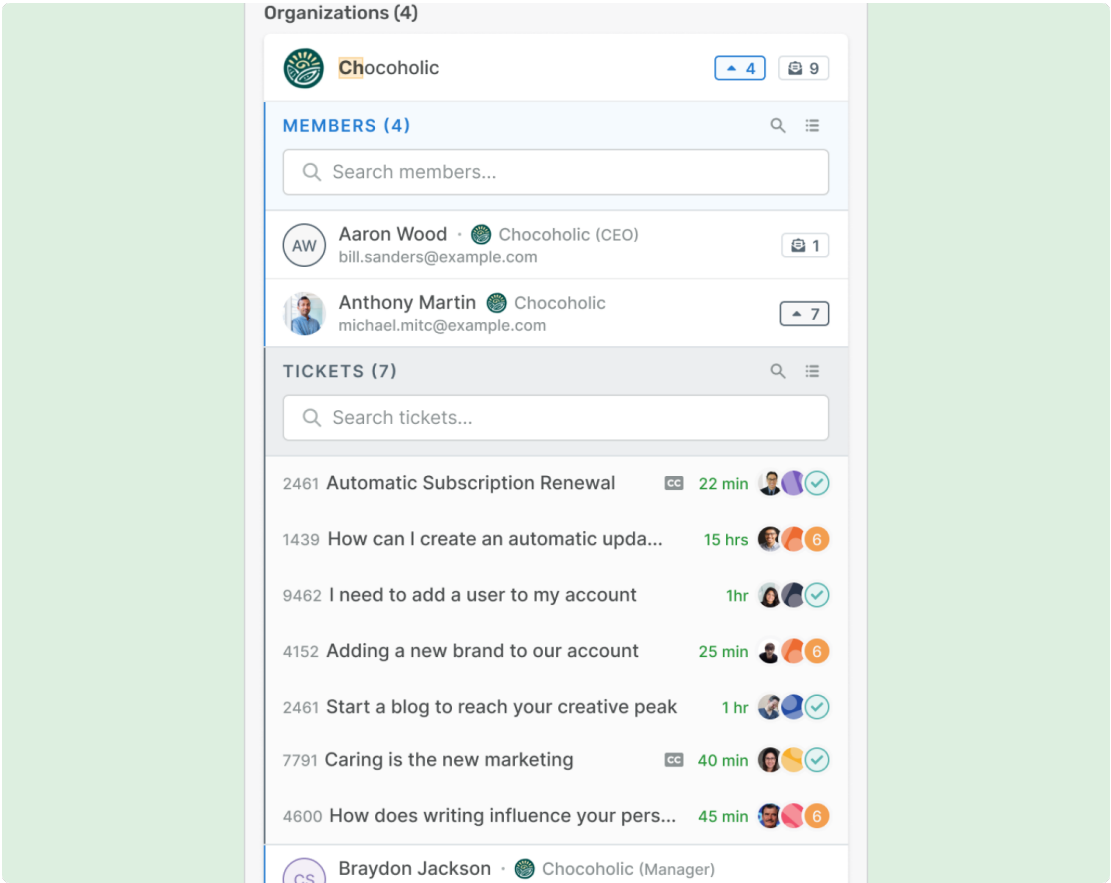 Organizations (4)
Chocoholic 4 9
MEMBERS (4)
Search members...
AW Aaron Wood · Chocoholic (CEO) 1
bill.sanders@example.com
Anthony Martin Chocoholic 7
michael.mitc@example.com
TICKETS (7)
Search tickets...
2461 Automatic Subscription Renewal CC 22 min
1439 How can I create an automatic upda... 15 hrs 6
9462 I need to add a user to my account 1hr
4152 Adding a new brand to our account 25 min 6
2461 Start a blog to reach your creative peak 1 hr
7791 Caring is the new marketing CC 40 min
4600 How does writing influence your pers... 45 min 6
CS Braydon Jackson · Chocoholic (Manager)